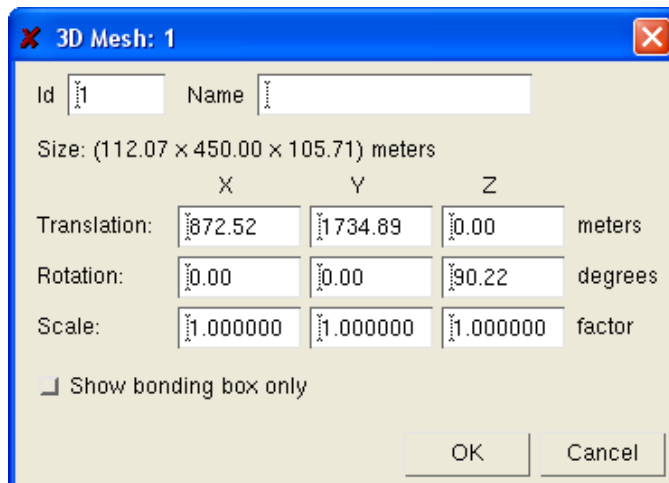 3D Mesh: 1
Id 1 Name
Size: (112.07 x 450.00 x 105.71) meters
X Y Z
Translation: 872.52 1734.89 0.00 meters
Rotation: 0.00 0.00 90.22 degrees
Scale: 1.000000 1.000000 1.000000 factor
Show bonding box only
OK Cancel